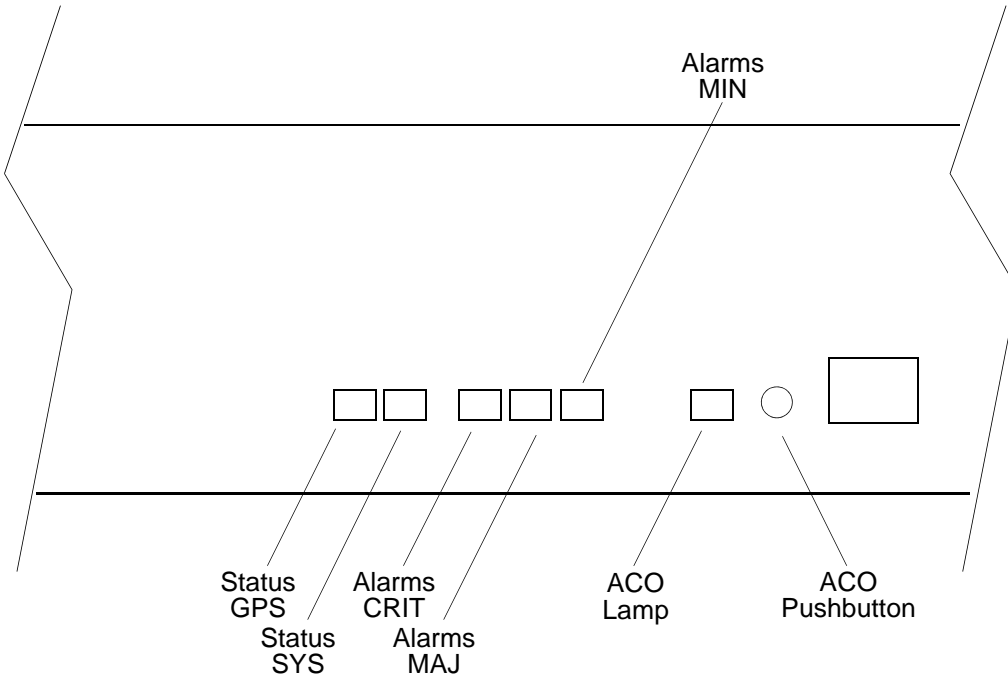 Alarms
MIN
Status
GPS
Status
SYS
Alarms
CRIT
Alarms
MAJ
ACO
Lamp
ACO
Pushbutton